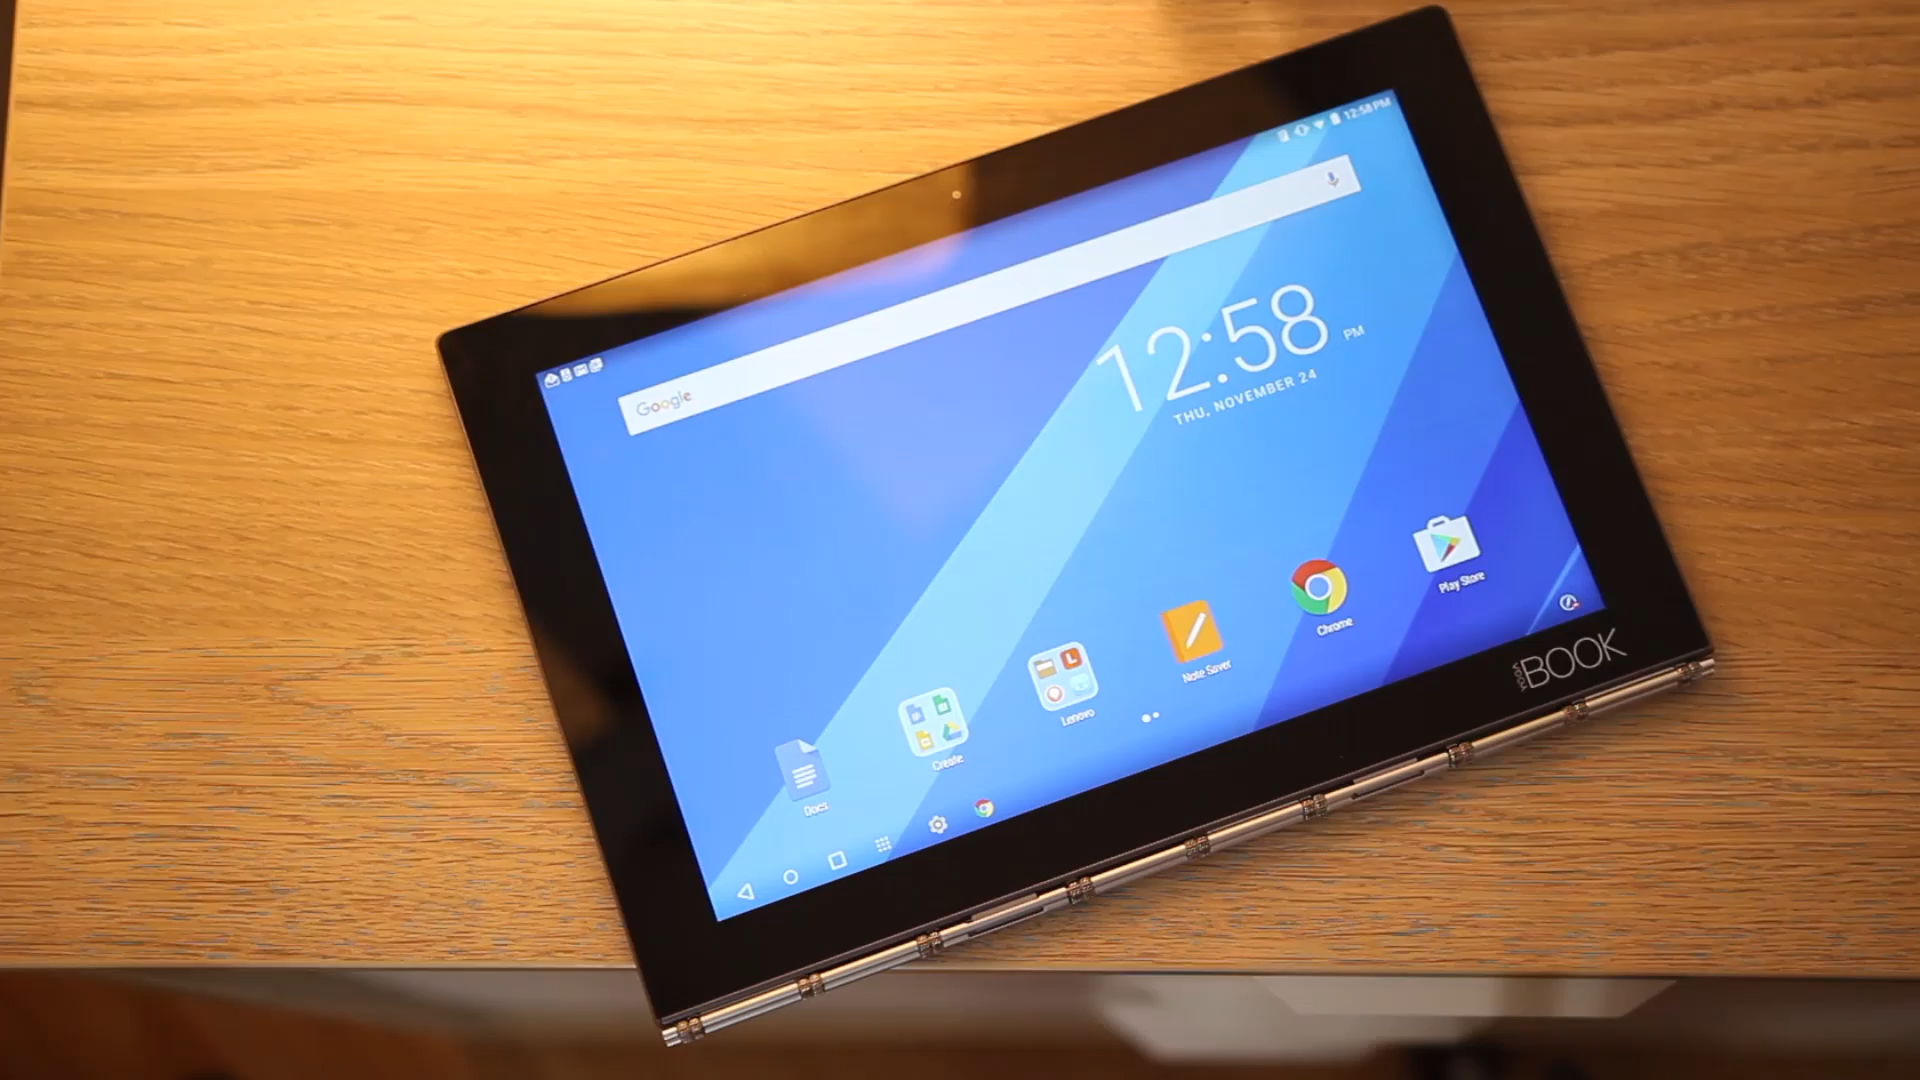 12:58 PM
Google
12:58 PM
THU, NOVEMBER 24
Play Store
Chrome
Note Saver
Lenovo
Create
Docs
YOGA BOOK